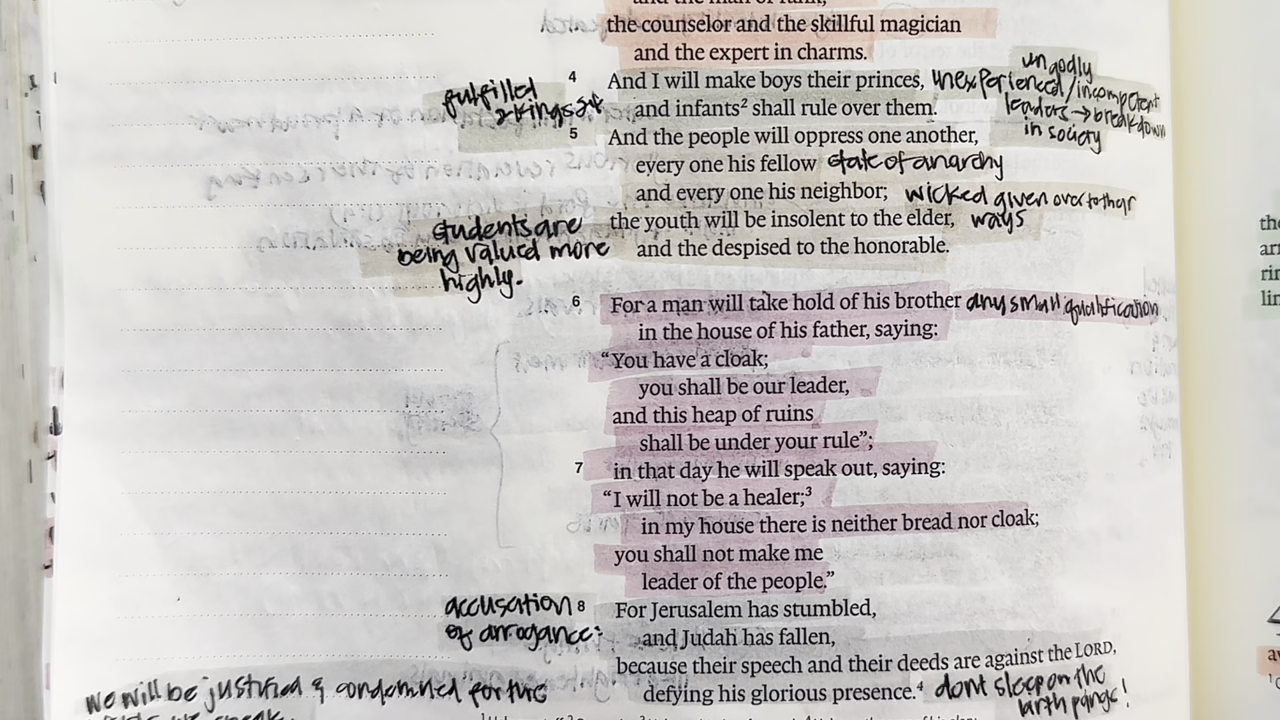 the counselor and the skillful magician
and the expert in charms.
4 And I will make boys their princes,
and infants² shall rule over them.
ungodly
inexperienced/incompetent
leaders → breakdown
in society
fulfilled
2 kings 24
5 And the people will oppress one another,
every one his fellow state of anarchy
and every one his neighbor; wicked given over to their
the youth will be insolent to the elder, ways
and the despised to the honorable.
students are
being valued more
highly.
6 For a man will take hold of his brother any small qualification
in the house of his father, saying:
“You have a cloak;
you shall be our leader,
and this heap of ruins
shall be under your rule”;
7 in that day he will speak out, saying:
“I will not be a healer;³
in my house there is neither bread nor cloak;
you shall not make me
leader of the people.”
accusation
of arrogance:
8 For Jerusalem has stumbled,
and Judah has fallen,
because their speech and their deeds are against the LORD,
defying his glorious presence.⁴ dont sleep on the
birth pangs!
we will be justified & condemned for the